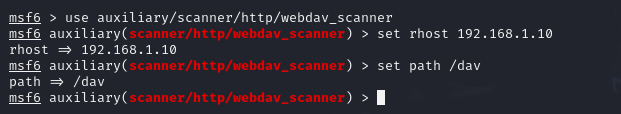 msf6 > use auxiliary/scanner/http/webdav_scanner
msf6 auxiliary(scanner/http/webdav_scanner) > set rhost 192.168.1.10
rhost => 192.168.1.10
msf6 auxiliary(scanner/http/webdav_scanner) > set path /dav
path => /dav
msf6 auxiliary(scanner/http/webdav_scanner) >